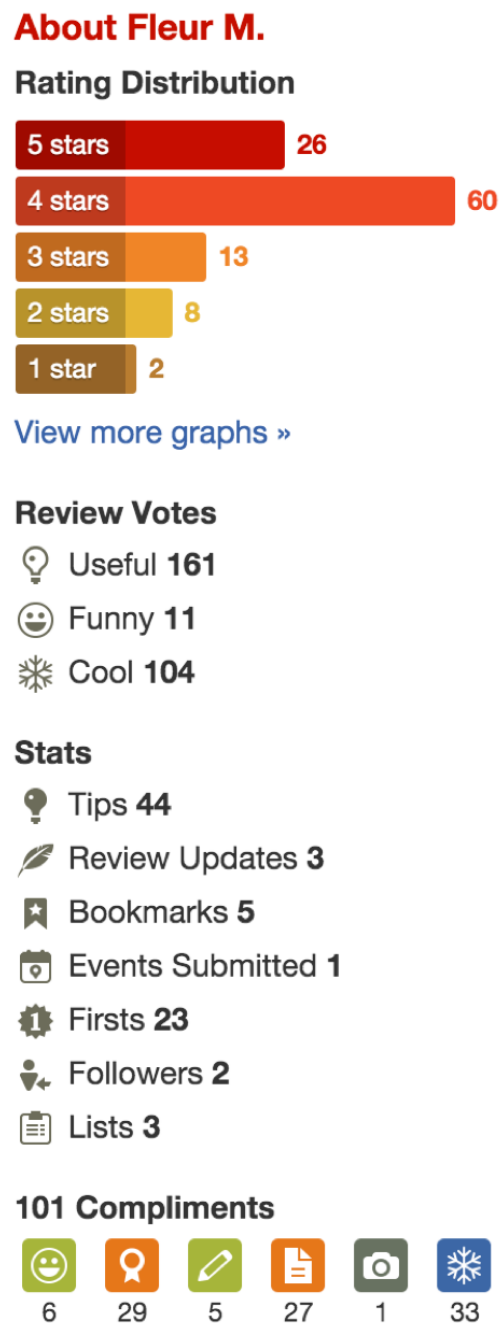 About Fleur M.
Rating Distribution
5 stars 26
4 stars 60
3 stars 13
2 stars 8
1 star 2
View more graphs »
Review Votes
Useful 161
Funny 11
Cool 104
Stats
Tips 44
Review Updates 3
Bookmarks 5
Events Submitted 1
1 Firsts 23
Followers 2
Lists 3
101 Compliments
6 29 5 27 1 33